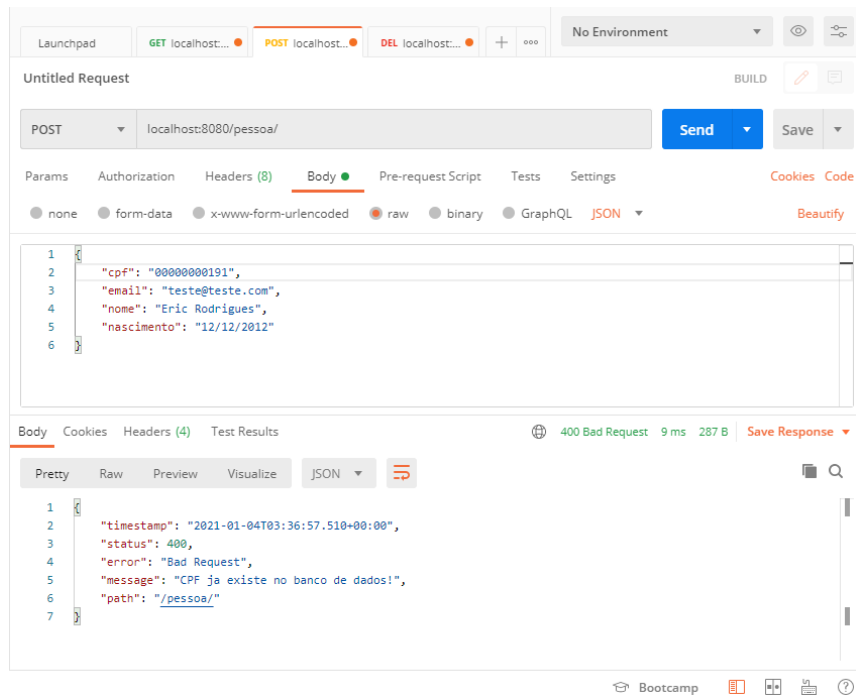 Launchpad GET localhost:... POST localhost... DEL localhost:... No Environment
Untitled Request BUILD
POST localhost:8080/pessoa/ Send Save
Params Authorization Headers (8) Body Pre-request Script Tests Settings Cookies Code
none form-data x-www-form-urlencoded raw binary GraphQL JSON Beautify
1 {
2 "cpf": "00000000191",
3 "email": "teste@teste.com",
4 "nome": "Eric Rodrigues",
5 "nascimento": "12/12/2012"
6 }
Body Cookies Headers (4) Test Results 400 Bad Request 9 ms 287 B Save Response
Pretty Raw Preview Visualize JSON
1 {
2 "timestamp": "2021-01-04T03:36:57.510+00:00",
3 "status": 400,
4 "error": "Bad Request",
5 "message": "CPF ja existe no banco de dados!",
6 "path": "/pessoa/"
7 }
Bootcamp